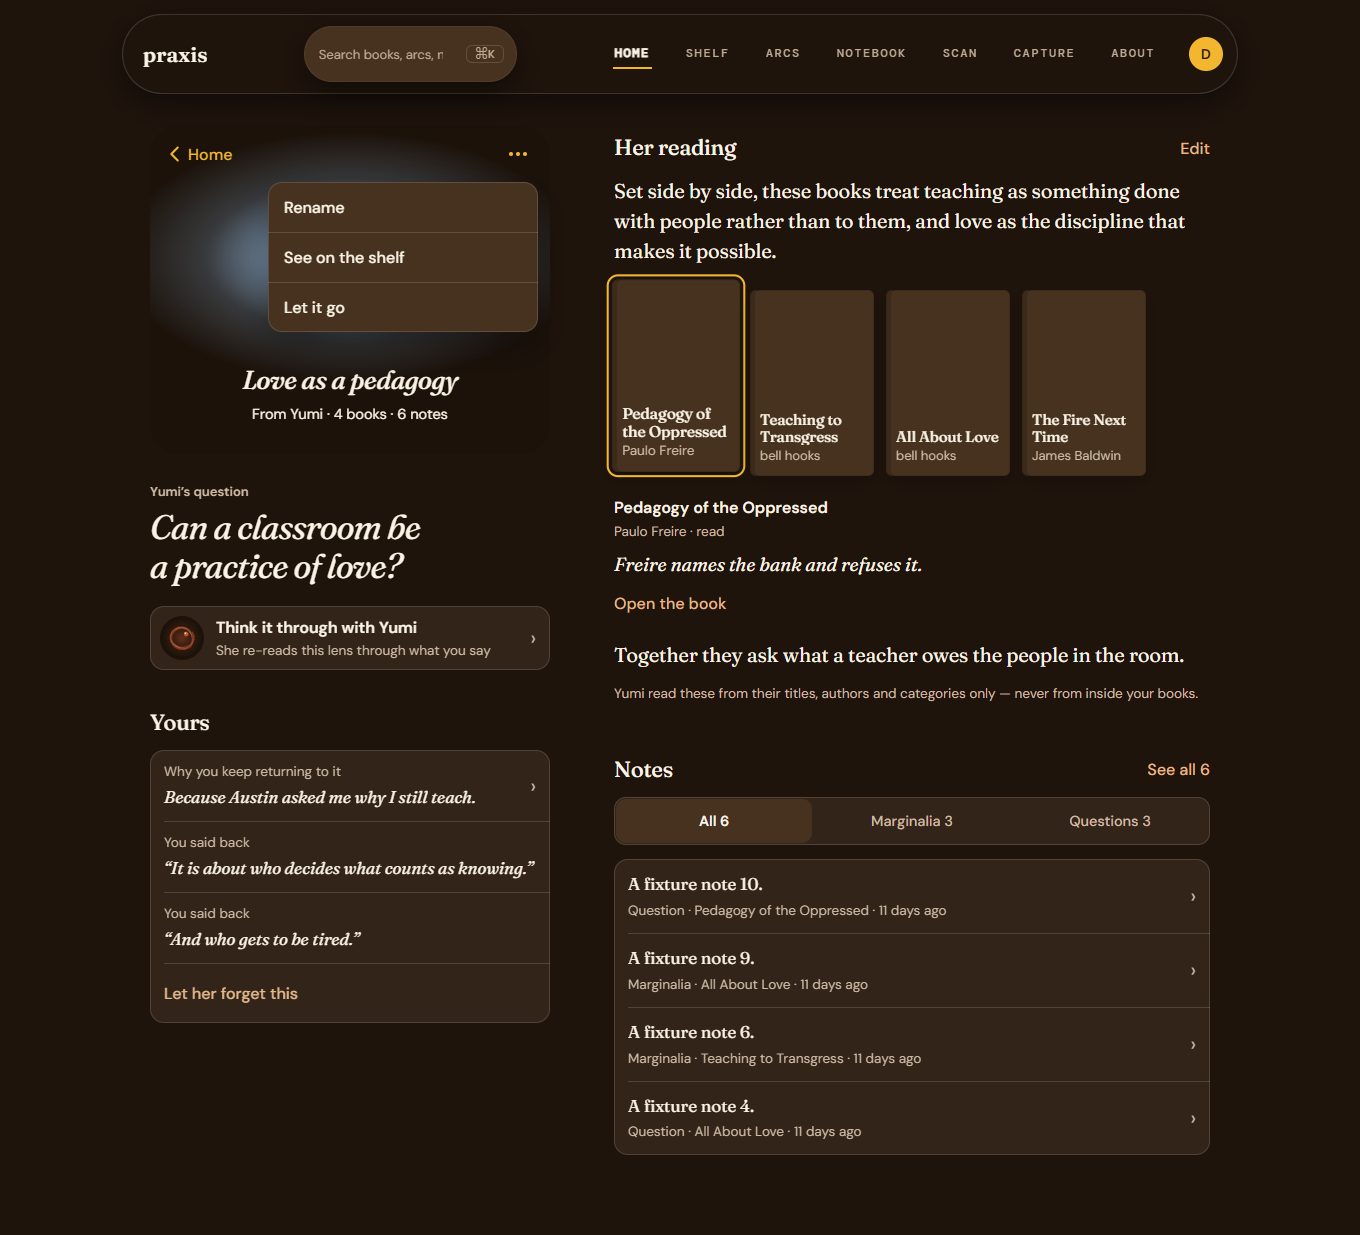 praxis
Search books, arcs, n
⌘K
HOME
SHELF
ARCS
NOTEBOOK
SCAN
CAPTURE
ABOUT
D
Home
Rename
See on the shelf
Let it go
Love as a pedagogy
From Yumi · 4 books · 6 notes
Yumi's question
Can a classroom be
a practice of love?
Think it through with Yumi
She re-reads this lens through what you say
Yours
Why you keep returning to it
Because Austin asked me why I still teach.
You said back
“It is about who decides what counts as knowing.”
You said back
“And who gets to be tired.”
Let her forget this
Her reading
Edit
Set side by side, these books treat teaching as something done
with people rather than to them, and love as the discipline that
makes it possible.
Pedagogy of
the Oppressed
Paulo Freire
Teaching to
Transgress
bell hooks
All About Love
bell hooks
The Fire Next
Time
James Baldwin
Pedagogy of the Oppressed
Paulo Freire · read
Freire names the bank and refuses it.
Open the book
Together they ask what a teacher owes the people in the room.
Yumi read these from their titles, authors and categories only — never from inside your books.
Notes
See all 6
All 6
Marginalia 3
Questions 3
A fixture note 10.
Question · Pedagogy of the Oppressed · 11 days ago
A fixture note 9.
Marginalia · All About Love · 11 days ago
A fixture note 6.
Marginalia · Teaching to Transgress · 11 days ago
A fixture note 4.
Question · All About Love · 11 days ago